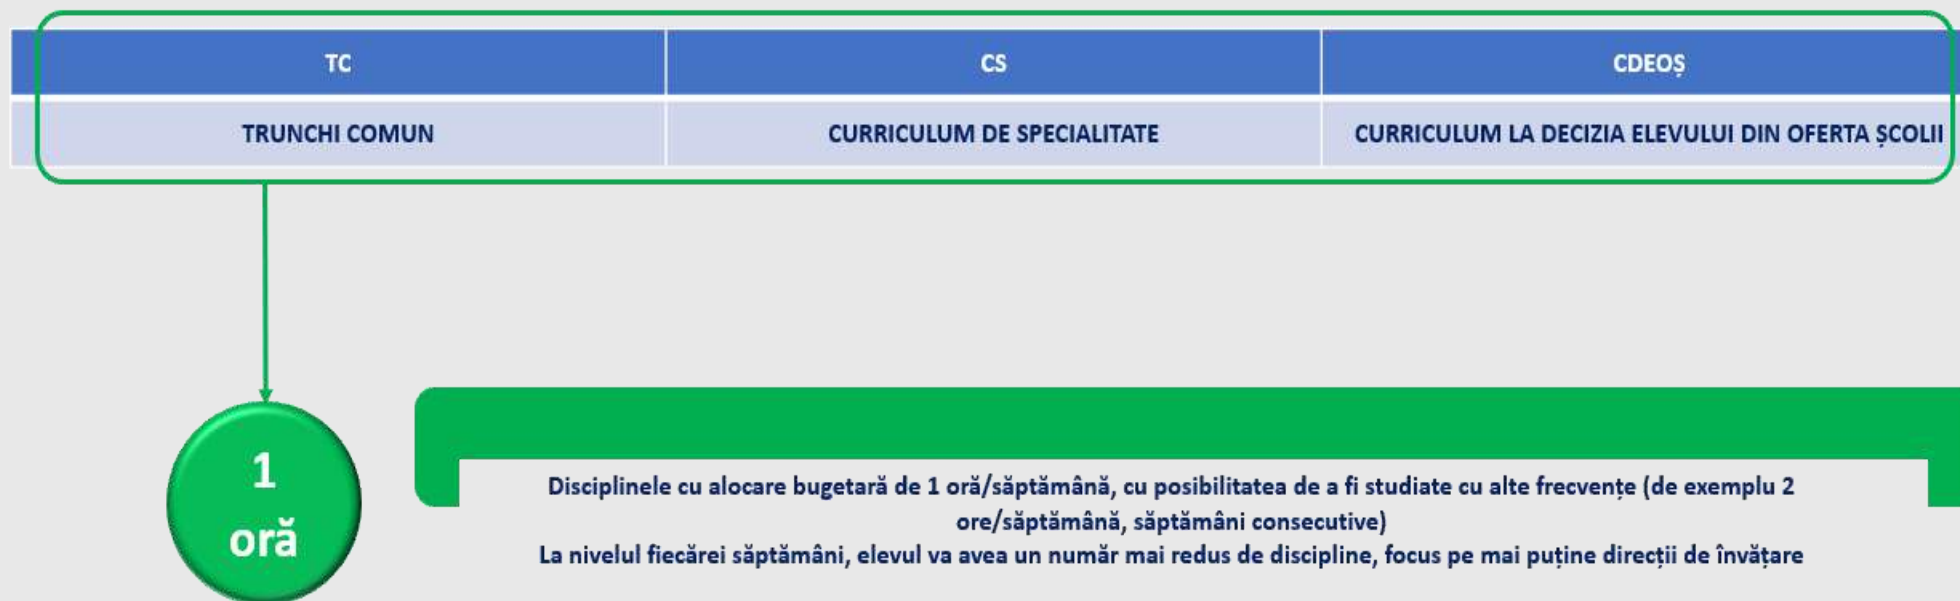 TC CS CDEOȘ
TRUNCHI COMUN CURRICULUM DE SPECIALITATE CURRICULUM LA DECIZIA ELEVULUI DIN OFERTA ȘCOLII
1
oră
Disciplinele cu alocare bugetară de 1 oră/săptămână, cu posibilitatea de a fi studiate cu alte frecvențe (de exemplu 2
ore/săptămână, săptămâni consecutive)
La nivelul fiecărei săptămâni, elevul va avea un număr mai redus de discipline, focus pe mai puține direcții de învățare